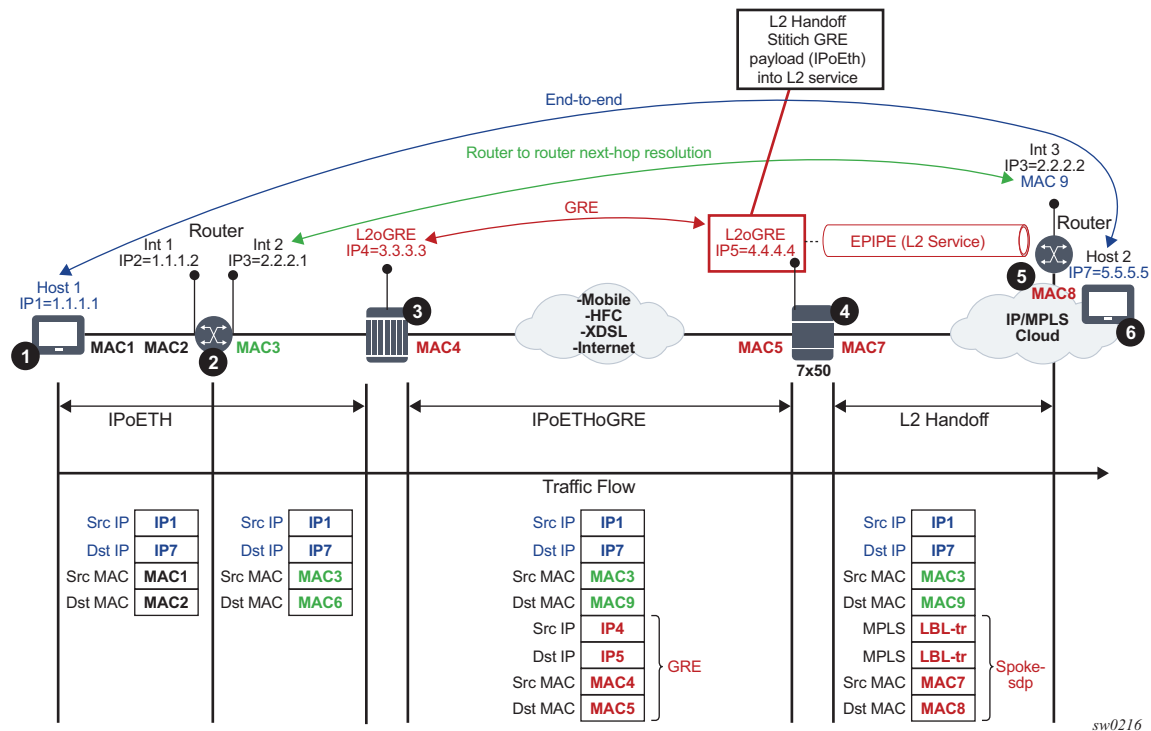 L2 Handoff
Stitich GRE
payload (IPoEth)
into L2 service
End-to-end
Router to router next-hop resolution
Int 3
IP3=2.2.2.2
MAC 9
GRE
Router
Int 1
IP2=1.1.1.2
Int 2
IP3=2.2.2.1
L2oGRE
IP4=3.3.3.3
L2oGRE
IP5=4.4.4.4
EPIPE (L2 Service)
Router
Host 1
IP1=1.1.1.1
Host 2
IP7=5.5.5.5
1
MAC1
MAC2
2
MAC3
3
MAC4
-Mobile
-HFC
-XDSL
-Internet
MAC5
4
MAC7
7x50
5
MAC8
IP/MPLS
Cloud
6
IPoETH
IPoETHoGRE
L2 Handoff
Traffic Flow
Src IP IP1
Dst IP IP7
Src MAC MAC1
Dst MAC MAC2
Src IP IP1
Dst IP IP7
Src MAC MAC3
Dst MAC MAC6
Src IP IP1
Dst IP IP7
Src MAC MAC3
Dst MAC MAC9
Src IP IP4
Dst IP IP5
Src MAC MAC4
Dst MAC MAC5
GRE
Src IP IP1
Dst IP IP7
Src MAC MAC3
Dst MAC MAC9
MPLS LBL-tr
MPLS LBL-tr
Src MAC MAC7
Dst MAC MAC8
Spoke-
sdp
sw0216